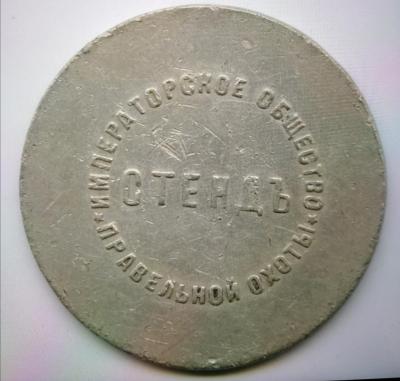 ИМПЕРАТОРСКОЕ ОБЩЕСТВО
СТЕНДЪ
* ПРАВЕЛЬНОЙ ОХОТЫ *